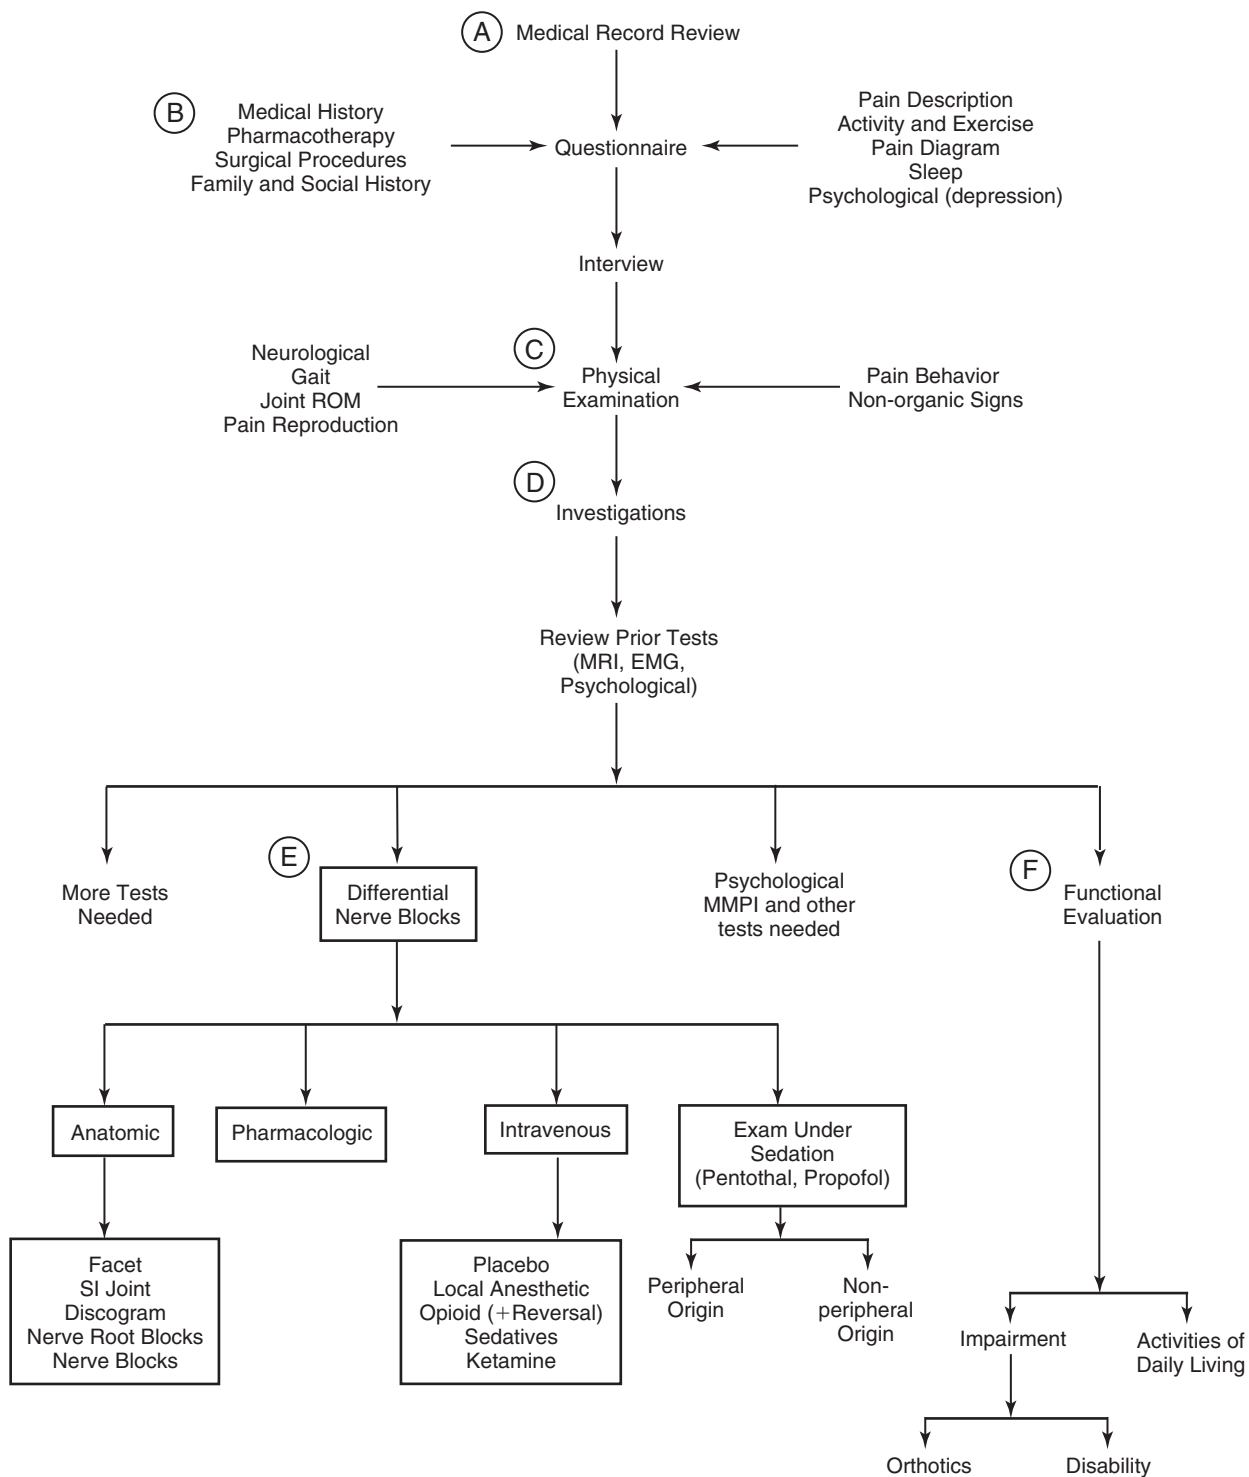 A
Medical Record Review
B
Medical History
Pharmacotherapy
Surgical Procedures
Family and Social History
Questionnaire
Pain Description
Activity and Exercise
Pain Diagram
Sleep
Psychological (depression)
Interview
Neurological
Gait
Joint ROM
Pain Reproduction
C
Physical
Examination
Pain Behavior
Non-organic Signs
D
Investigations
Review Prior Tests
(MRI, EMG,
Psychological)
More Tests
Needed
E
Differential
Nerve Blocks
Psychological
MMPI and other
tests needed
F
Functional
Evaluation
Anatomic
Pharmacologic
Intravenous
Exam Under
Sedation
(Pentothal, Propofol)
Facet
SI Joint
Discogram
Nerve Root Blocks
Nerve Blocks
Placebo
Local Anesthetic
Opioid (+Reversal)
Sedatives
Ketamine
Peripheral
Origin
Non-
peripheral
Origin
Impairment
Activities of
Daily Living
Orthotics
Disability